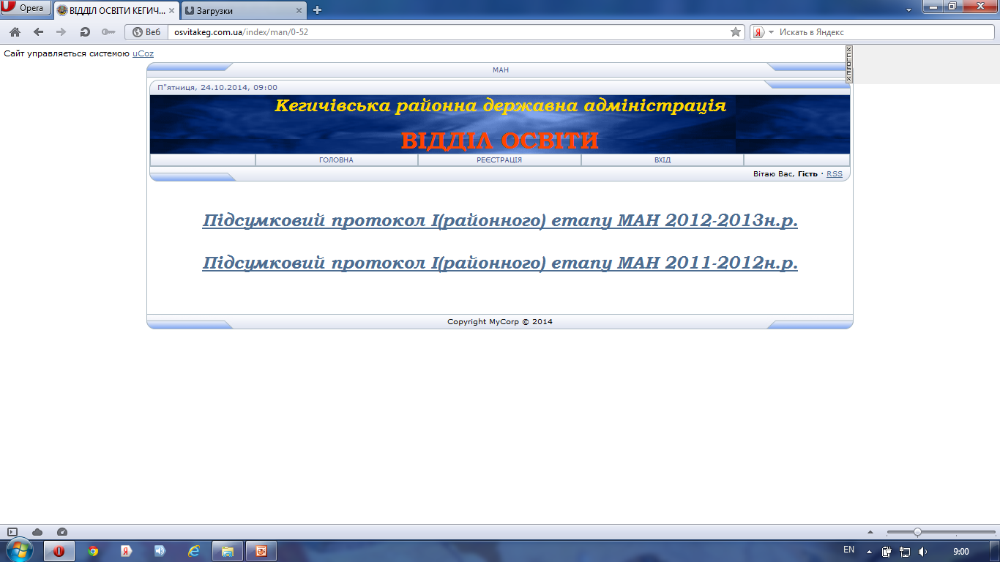 Opera
ВІДДІЛ ОСВІТИ КЕГИЧ...
Загрузки
Веб
osvitakeg.com.ua/index/man/0-52
Искать в Яндекс
Сайт управляється системою uCoz
CLOSE
МАН
П"ятниця, 24.10.2014, 09:00
Кегичівська районна державна адміністрація
ВІДДІЛ ОСВІТИ
ГОЛОВНА
РЕЄСТРАЦІЯ
ВХІД
Вітаю Вас, Гість · RSS
Підсумковий протокол І(районного) етапу МАН 2012-2013н.р.
Підсумковий протокол І(районного) етапу МАН 2011-2012н.р.
Copyright MyCorp © 2014
EN
9:00